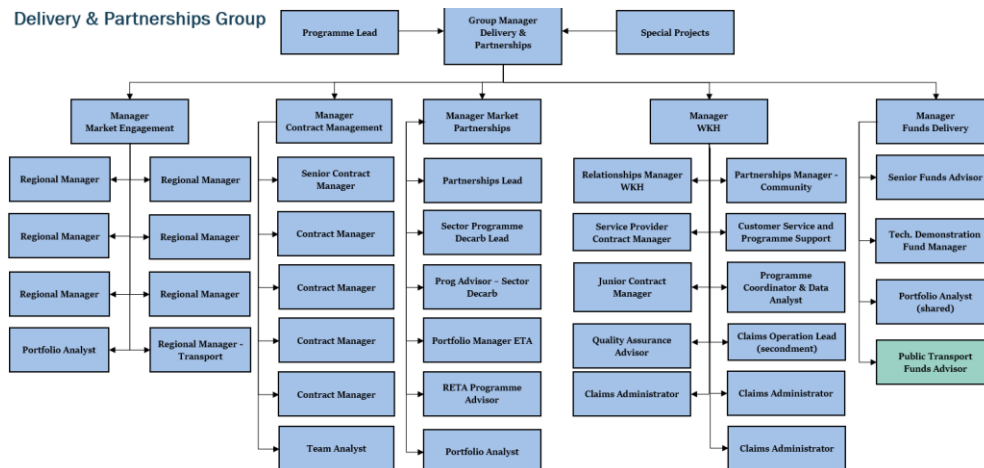 Delivery & Partnerships Group
Programme Lead
Group Manager
Delivery &
Partnerships
Special Projects
Manager
Market Engagement
Manager
Contract Management
Manager Market
Partnerships
Manager
WKH
Manager
Funds Delivery
Regional Manager
Regional Manager
Regional Manager
Regional Manager
Regional Manager
Regional Manager
Portfolio Analyst
Regional Manager –
Transport
Senior Contract
Manager
Contract Manager
Contract Manager
Contract Manager
Contract Manager
Team Analyst
Partnerships Lead
Sector Programme
Decarb Lead
Prog Advisor – Sector
Decarb
Portfolio Manager ETA
RETA Programme
Advisor
Portfolio Analyst
Relationships Manager
WKH
Partnerships Manager -
Community
Service Provider
Contract Manager
Customer Service and
Programme Support
Junior Contract
Manager
Programme
Coordinator & Data
Analyst
Quality Assurance
Advisor
Claims Operation Lead
(secondment)
Claims Administrator
Claims Administrator
Claims Administrator
Senior Funds Advisor
Tech. Demonstration
Fund Manager
Portfolio Analyst
(shared)
Public Transport
Funds Advisor